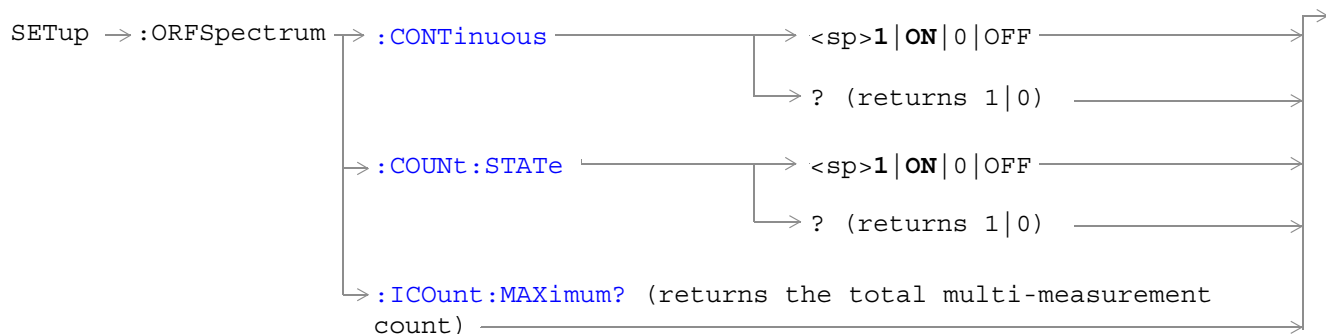 SETup :ORFSpectrum :CONTinuous <sp>1|ON|0|OFF
? (returns 1|0)
:COUNt:STATe <sp>1|ON|0|OFF
? (returns 1|0)
:ICOunt:MAXimum? (returns the total multi-measurement
count)